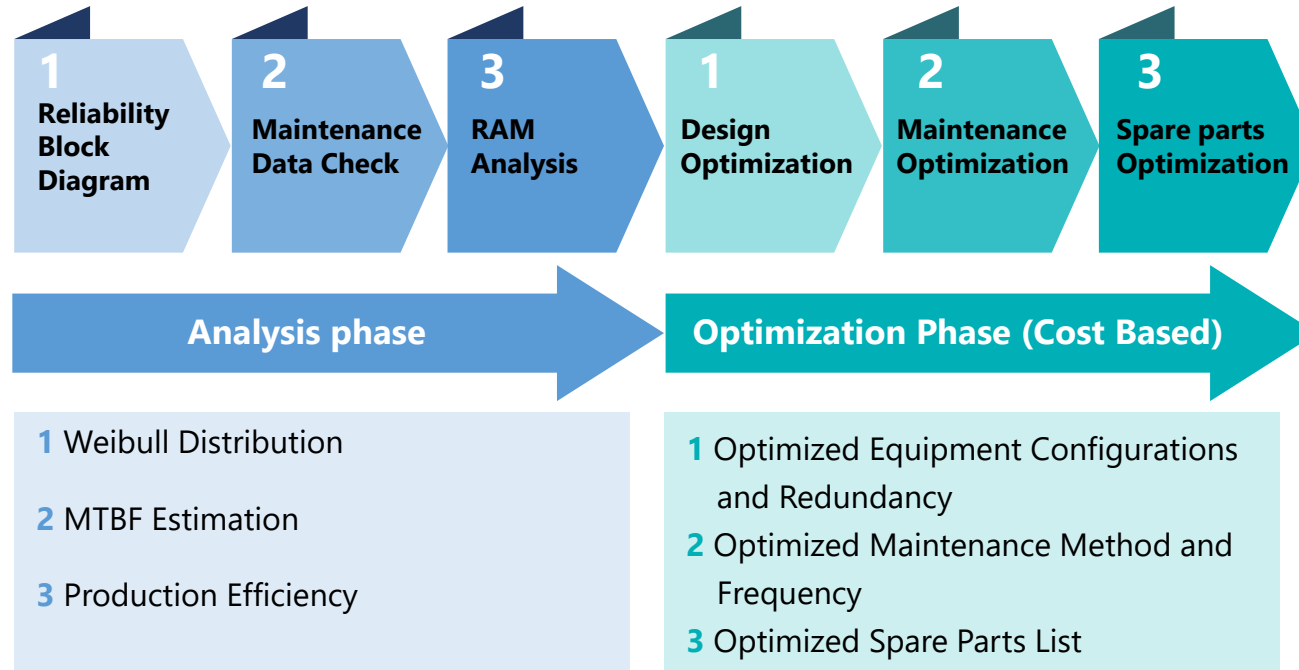 1
Reliability
Block
Diagram
2
Maintenance
Data Check
3
RAM
Analysis
1
Design
Optimization
2
Maintenance
Optimization
3
Spare parts
Optimization
Analysis phase
Optimization Phase (Cost Based)
1 Weibull Distribution
2 MTBF Estimation
3 Production Efficiency
1 Optimized Equipment Configurations
and Redundancy
2 Optimized Maintenance Method and
Frequency
3 Optimized Spare Parts List